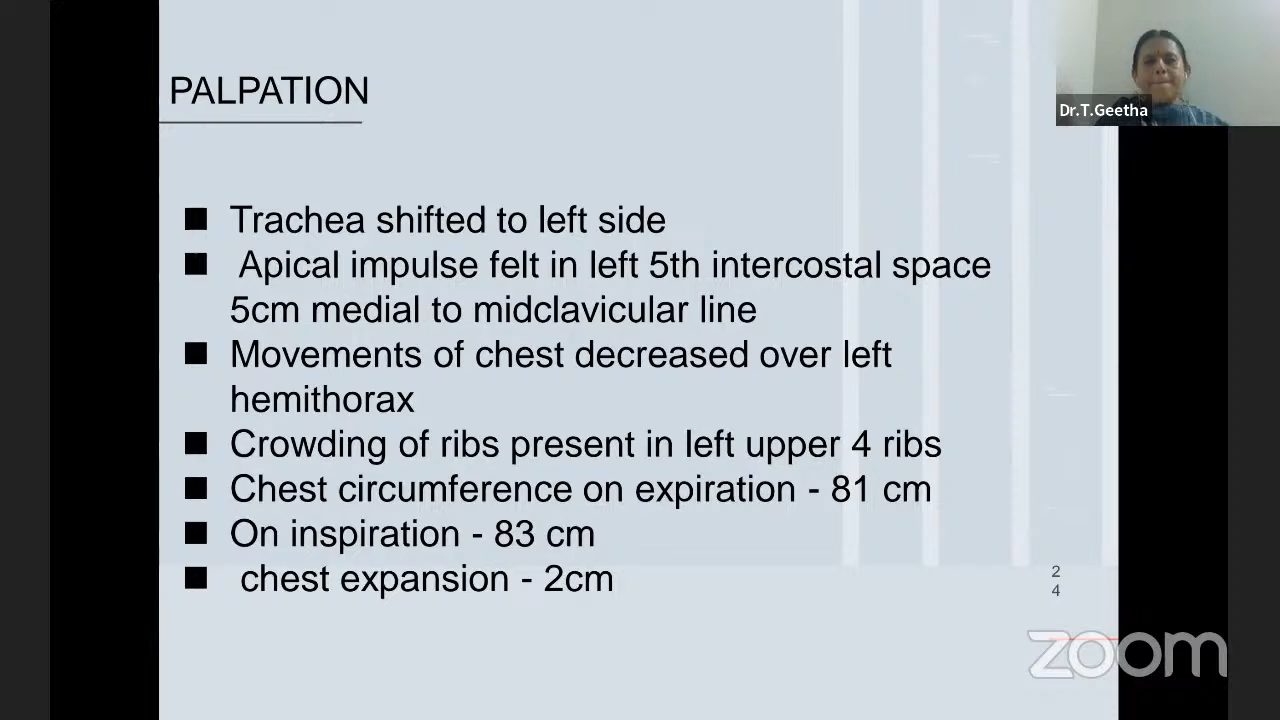 PALPATION
Dr.T.Geetha
■ Trachea shifted to left side
■ Apical impulse felt in left 5th intercostal space
5cm medial to midclavicular line
■ Movements of chest decreased over left
hemithorax
■ Crowding of ribs present in left upper 4 ribs
■ Chest circumference on expiration - 81 cm
■ On inspiration - 83 cm
■ chest expansion - 2cm
2
4
zoom